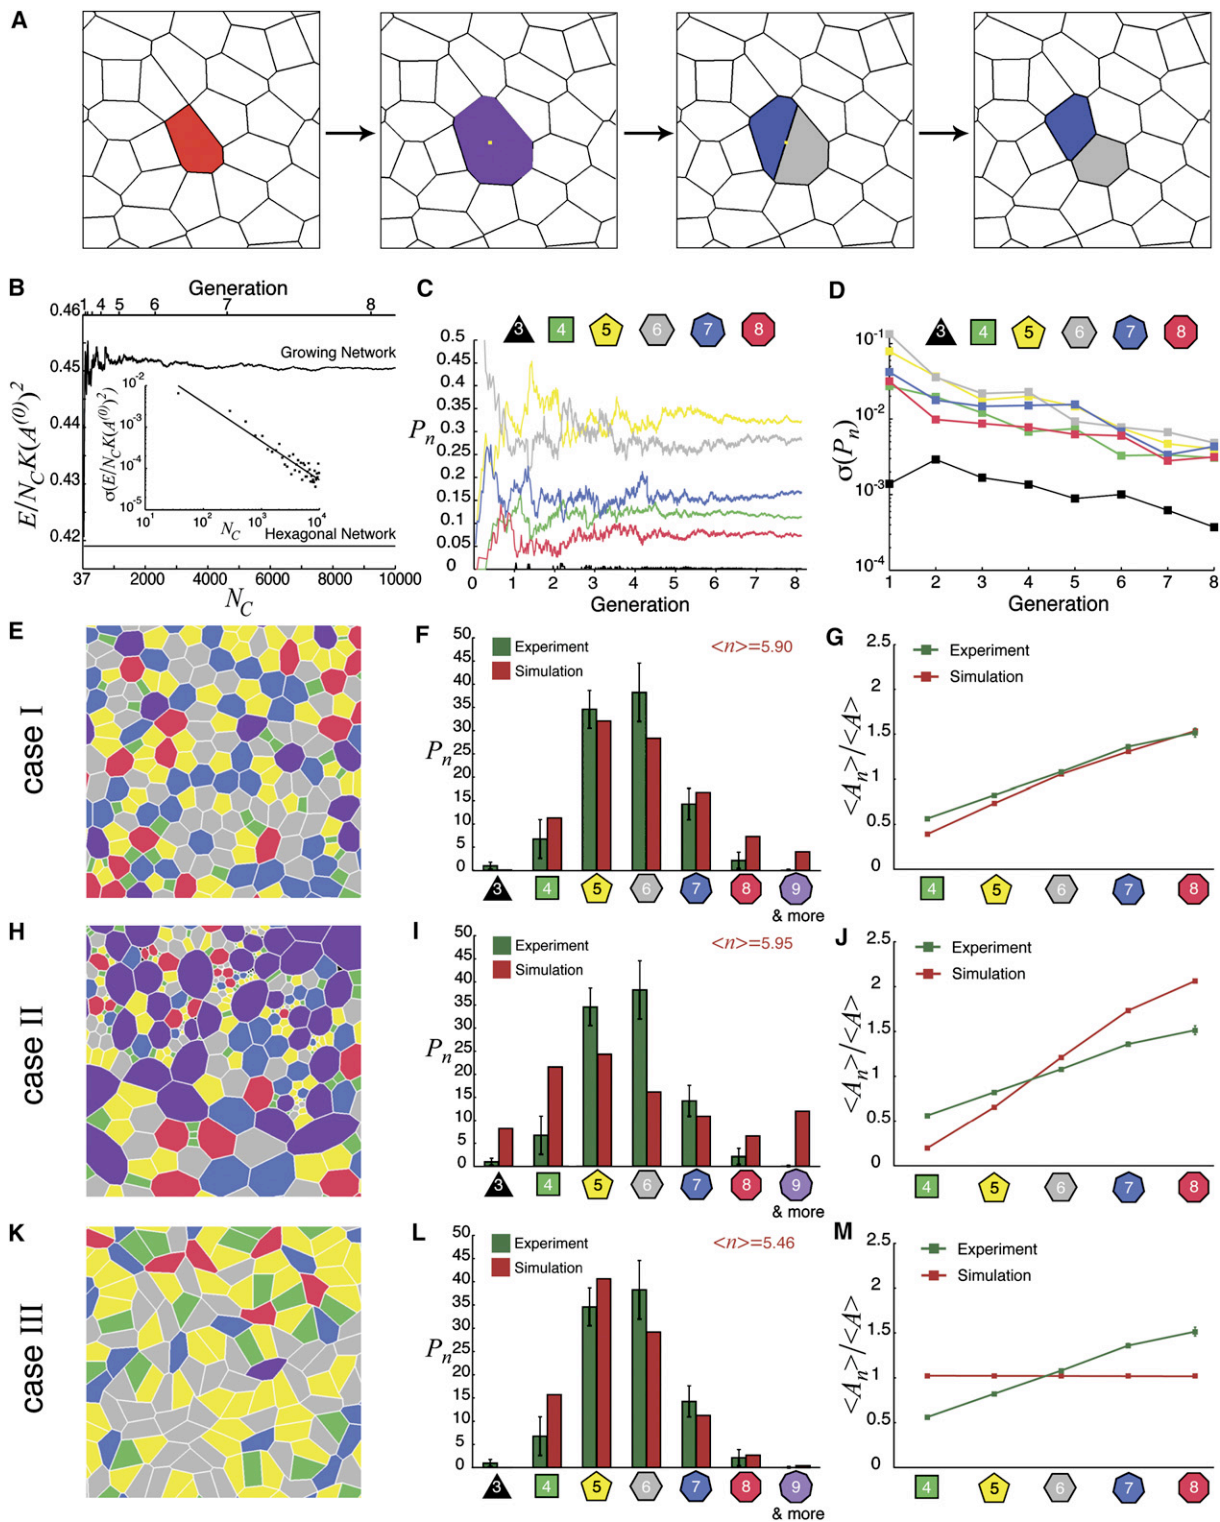 A
B
Generation
1 4 5 6 7 8
0.46
0.45
0.44
0.43
0.42
E/N_C K(A^(0))^2
Growing Network
10^-2
10^-3
10^-4
10^-5
σ(E/N_C K(A^(0))^2)
10^1 10^2 10^3 10^4
N_C
Hexagonal Network
37 2000 4000 6000 8000 10000
N_C
C
3 4 5 6 7 8
0.5
0.45
0.4
0.35
P_n
0.3
0.25
0.2
0.15
0.1
0.05
0
0 1 2 3 4 5 6 7 8
Generation
D
3 4 5 6 7 8
10^-1
10^-2
10^-3
10^-4
σ(P_n)
1 2 3 4 5 6 7 8
Generation
E
case I
F
50
45
40
35
30
25
20
15
10
5
0
P_n
Experiment
Simulation
<n>=5.90
3 4 5 6 7 8 9
& more
G
2.5
2
1.5
1
0.5
0
<A_n>/<A>
Experiment
Simulation
4 5 6 7 8
H
case II
I
50
45
40
35
30
25
20
15
10
5
0
P_n
Experiment
Simulation
<n>=5.95
3 4 5 6 7 8 9
& more
J
2.5
2
1.5
1
0.5
0
<A_n>/<A>
Experiment
Simulation
4 5 6 7 8
K
case III
L
50
45
40
35
30
25
20
15
10
5
0
P_n
Experiment
Simulation
<n>=5.46
3 4 5 6 7 8 9
& more
M
2.5
2
1.5
1
0.5
0
<A_n>/<A>
Experiment
Simulation
4 5 6 7 8